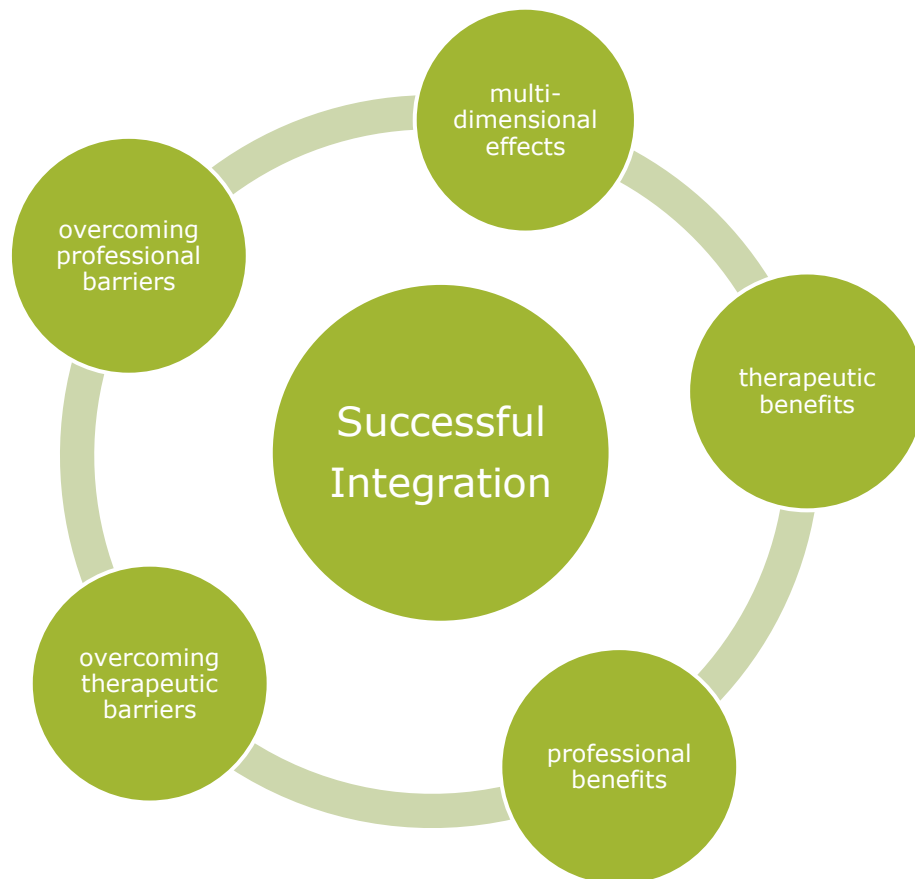 multi-
dimensional
effects
overcoming
professional
barriers
therapeutic
benefits
Successful
Integration
overcoming
therapeutic
barriers
professional
benefits